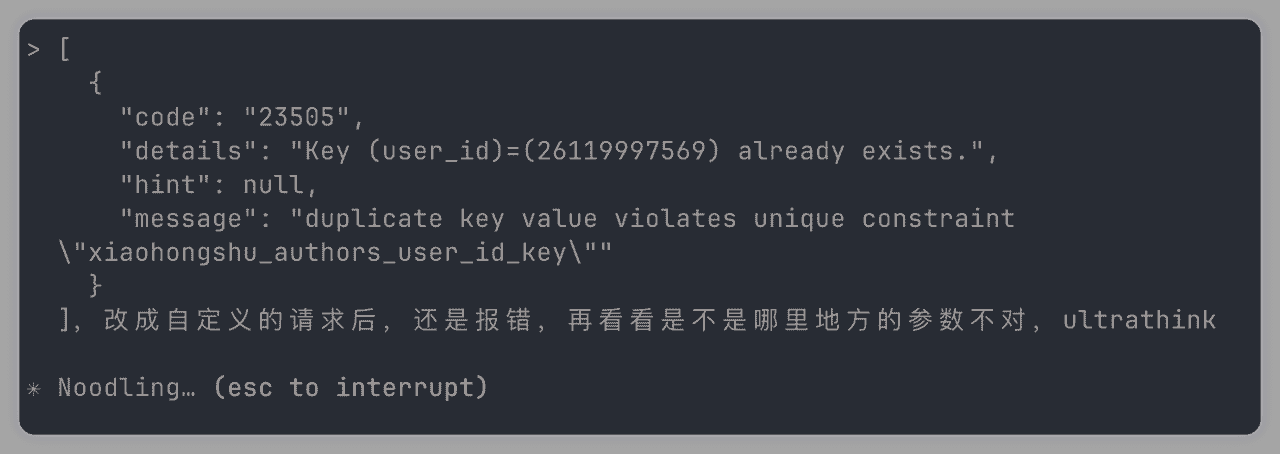 > [
{
"code": "23505",
"details": "Key (user_id)=(26119997569) already exists.",
"hint": null,
"message": "duplicate key value violates unique constraint
\"xiaohongshu_authors_user_id_key\""
}
], 改成自定义的请求后, 还是报错, 再看看是不是哪里地方的参数不对, ultrathink
✳ Noodling… (esc to interrupt)